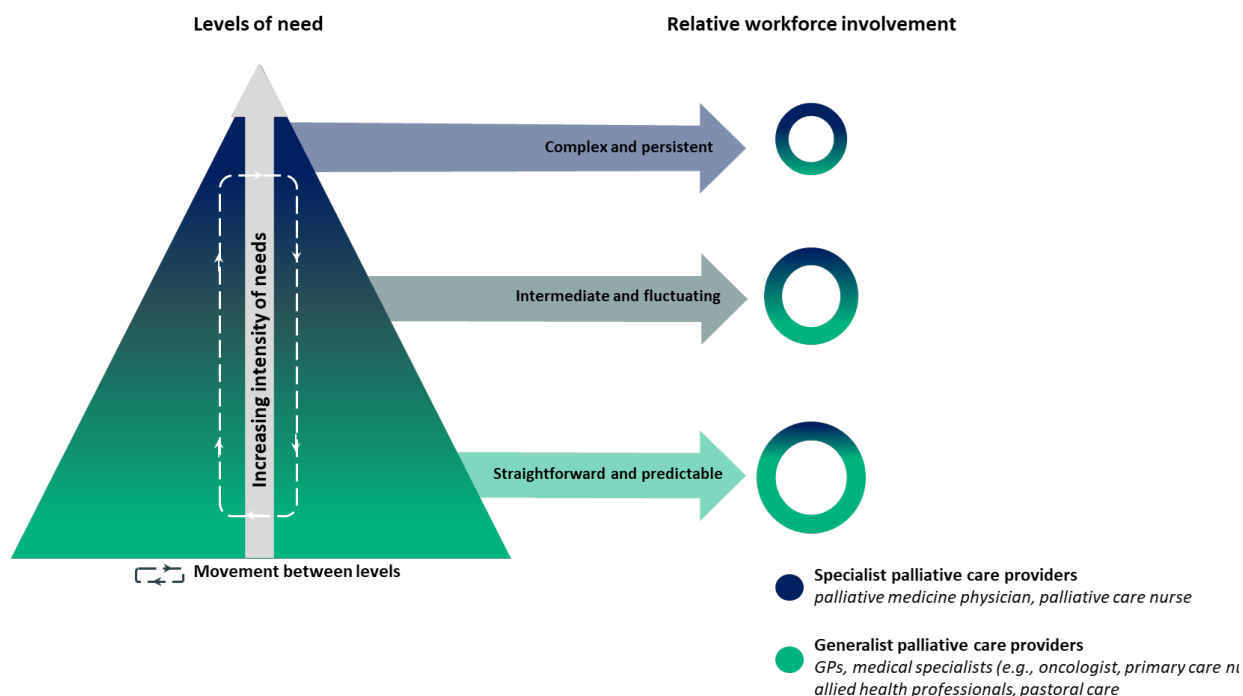 Levels of need
Relative workforce involvement
Complex and persistent
Intermediate and fluctuating
Increasing intensity of needs
Straightforward and predictable
Movement between levels
Specialist palliative care providers
palliative medicine physician, palliative care nurse
Generalist palliative care providers
GPs, medical specialists (e.g., oncologist, primary care nu
allied health professionals, pastoral care